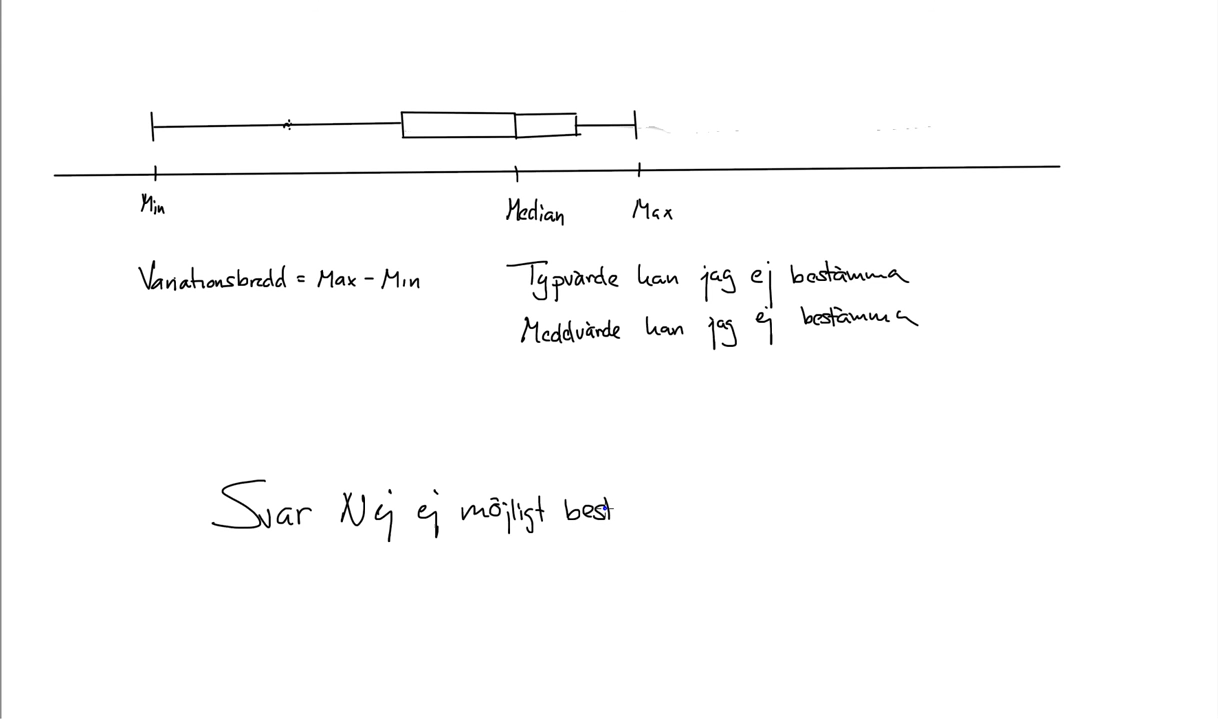 Min Median Max
Variationsbredd = Max - Min
Typvärde kan jag ej bestämma
Medelvärde kan jag ej bestämma
Svar Nej ej möjligt best